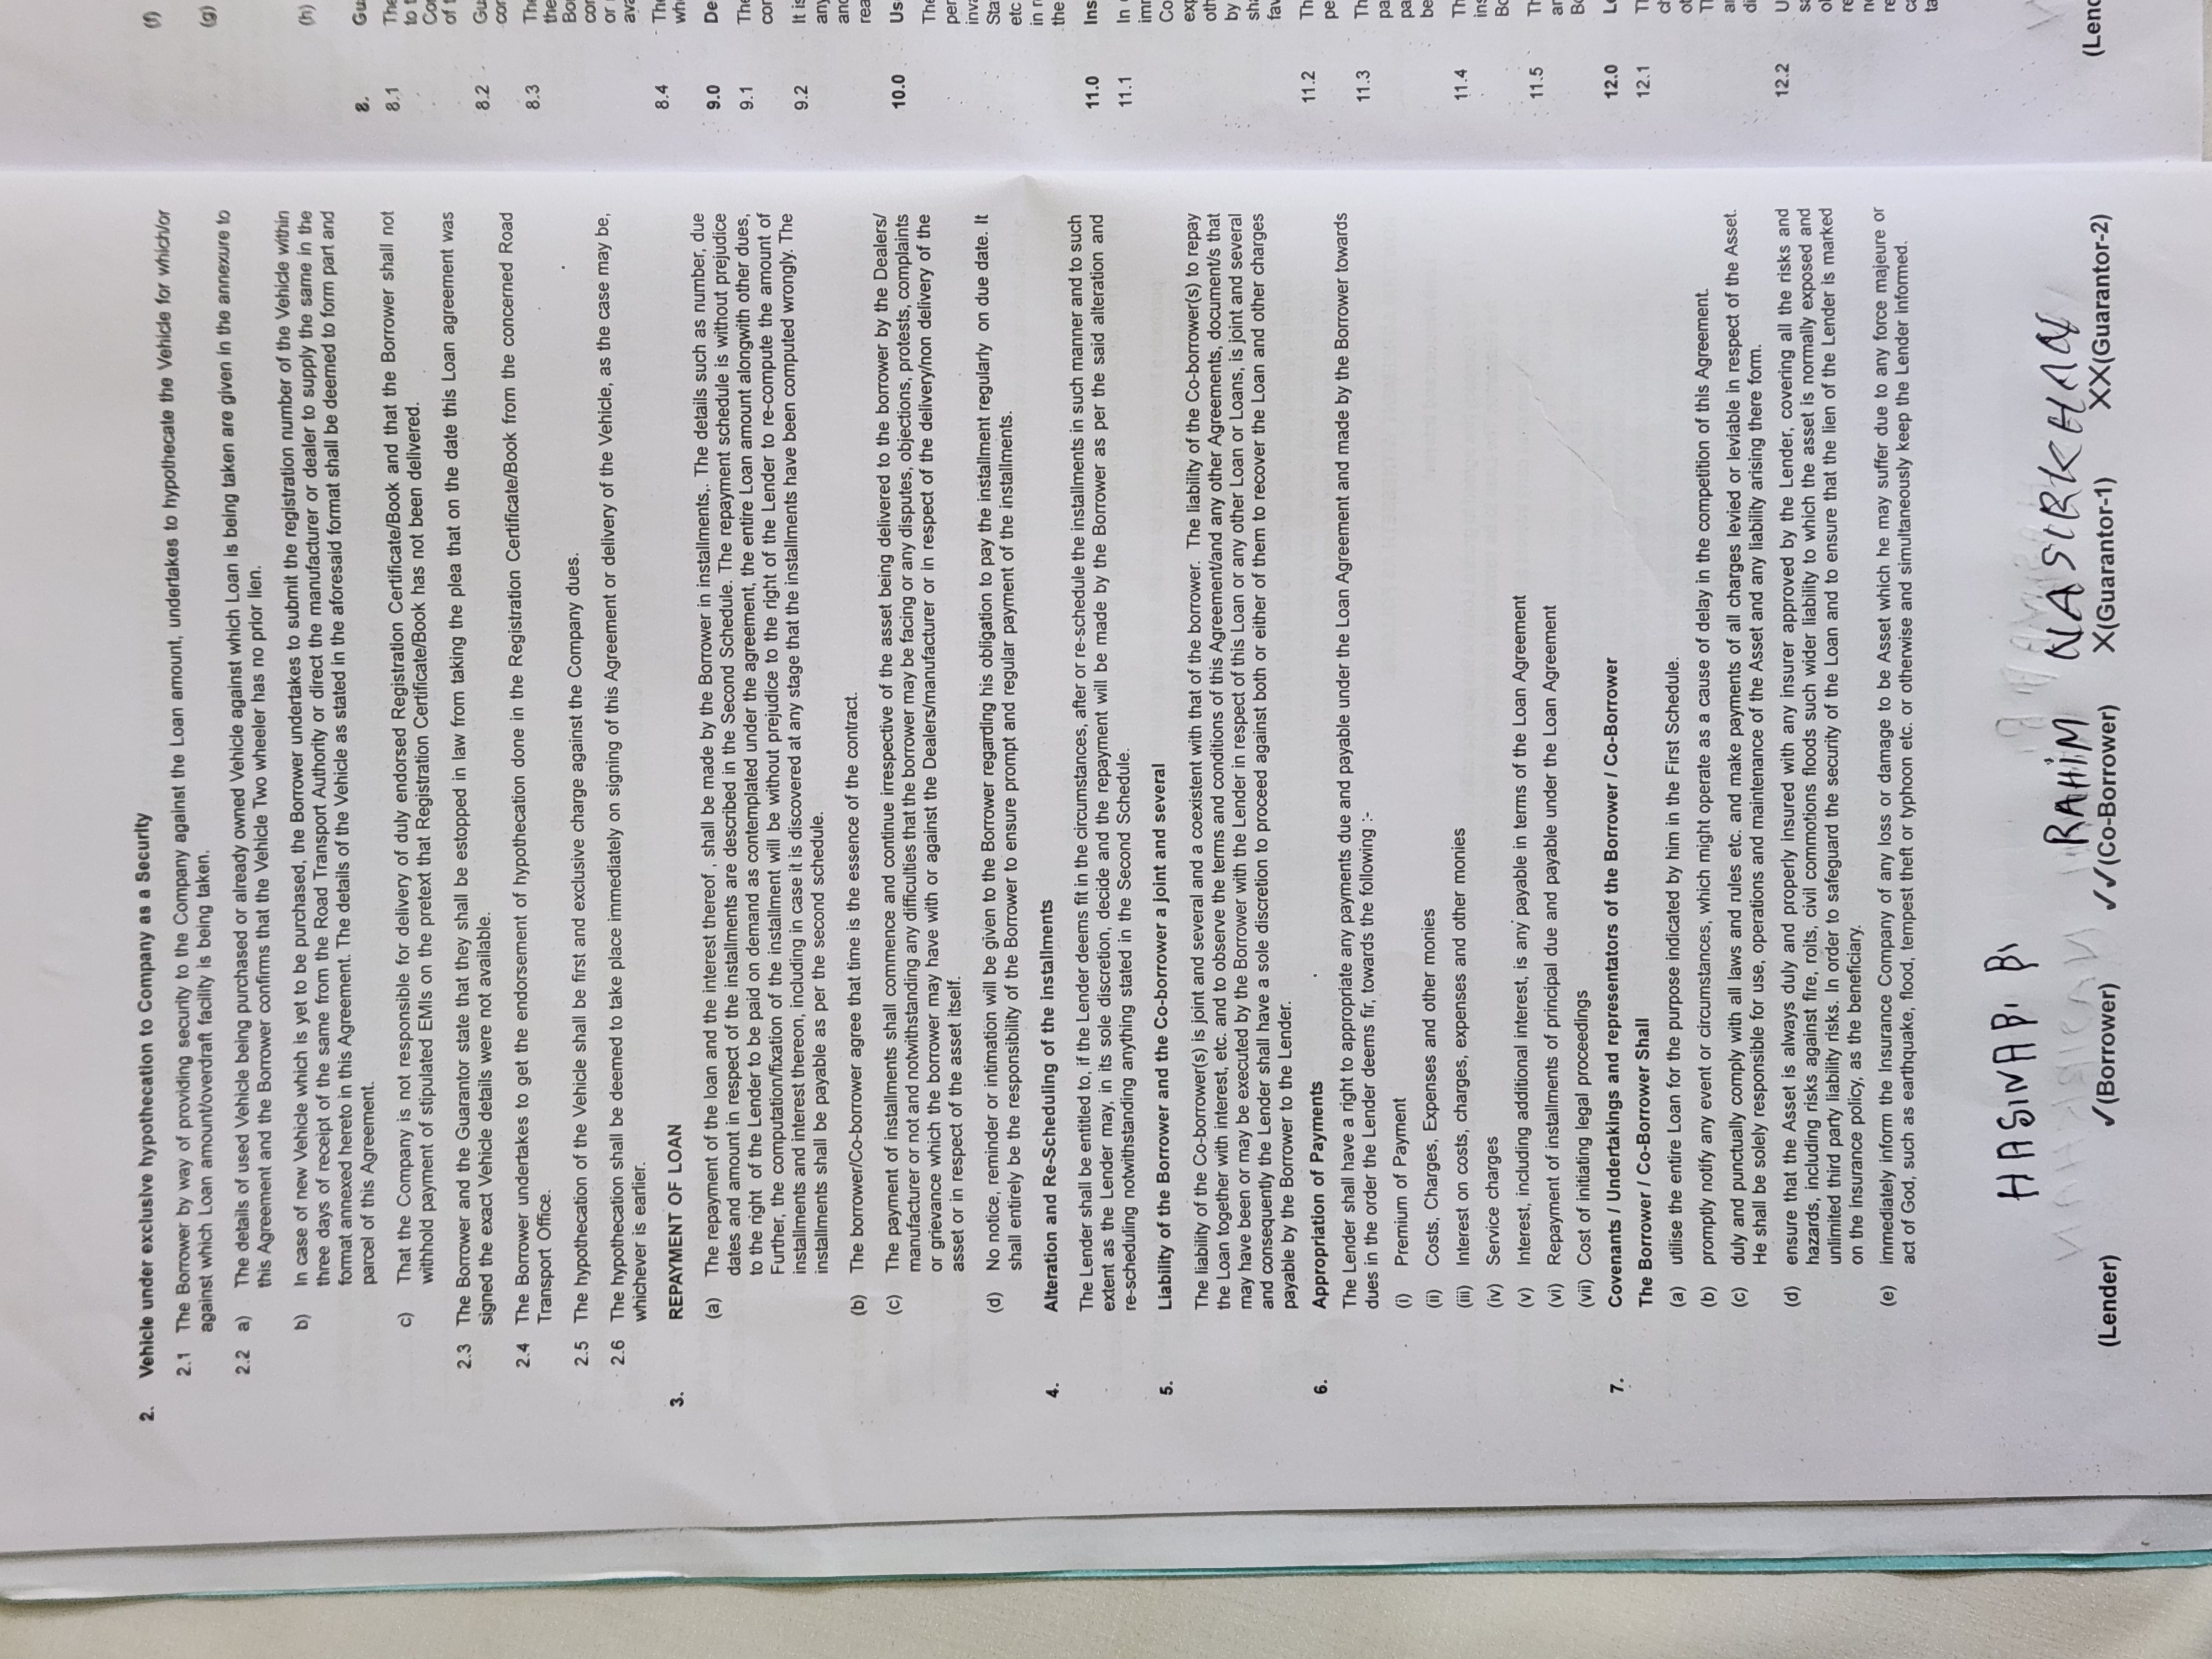 2. Vehicle under exclusive hypothecation to Company as a Security
2.1 The Borrower by way of providing security to the Company against the Loan amount, undertakes to hypothecate the Vehicle for which/or
against which Loan amount/overdraft facility is being taken.
2.2 a) The details of used Vehicle being purchased or already owned Vehicle against which Loan is being taken are given in the annexure to
this Agreement and the Borrower confirms that the Vehicle Two wheeler has no prior lien.
b) In case of new Vehicle which is yet to be purchased, the Borrower undertakes to submit the registration number of the Vehicle within
three days of receipt of the same from the Road Transport Authority or direct the manufacturer or dealer to supply the same in the
format annexed hereto in this Agreement. The details of the Vehicle as stated in the aforesaid format shall be deemed to form part and
parcel of this Agreement.
c) That the Company is not responsible for delivery of duly endorsed Registration Certificate/Book and that the Borrower shall not
withhold payment of stipulated EMIs on the pretext that Registration Certificate/Book has not been delivered.
2.3 The Borrower and the Guarantor state that they shall be estopped in law from taking the plea that on the date this Loan agreement was
signed the exact Vehicle details were not available.
2.4 The Borrower undertakes to get the endorsement of hypothecation done in the Registration Certificate/Book from the concerned Road
Transport Office.
2.5 The hypothecation of the Vehicle shall be first and exclusive charge against the Company dues.
2.6 The hypothecation shall be deemed to take place immediately on signing of this Agreement or delivery of the Vehicle, as the case may be,
whichever is earlier.
3. REPAYMENT OF LOAN
(a) The repayment of the loan and the interest thereof , shall be made by the Borrower in installments,. The details such as number, due
dates and amount in respect of the installments are described in the Second Schedule. The repayment schedule is without prejudice
to the right of the Lender to be paid on demand as contemplated under the agreement, the entire Loan amount alongwith other dues,
Further, the computation/fixation of the installment will be without prejudice to the right of the Lender to re-compute the amount of
installments and interest thereon, including in case it is discovered at any stage that the installments have been computed wrongly. The
installments shall be payable as per the second schedule.
(b) The borrower/Co-borrower agree that time is the essence of the contract.
(c) The payment of installments shall commence and continue irrespective of the asset being delivered to the borrower by the Dealers/
manufacturer or not and notwithstanding any difficulties that the borrower may be facing or any disputes, objections, protests, complaints
or grievance which the borrower may have with or against the Dealers/manufacturer or in respect of the delivery/non delivery of the
asset or in respect of the asset itself.
(d) No notice, reminder or intimation will be given to the Borrower regarding his obligation to pay the installment regularly on due date. It
shall entirely be the responsibility of the Borrower to ensure prompt and regular payment of the installments.
4. Alteration and Re-Scheduling of the installments
The Lender shall be entitled to, if the Lender deems fit in the circumstances, after or re-schedule the installments in such manner and to such
extent as the Lender may, in its sole discretion, decide and the repayment will be made by the Borrower as per the said alteration and
re-scheduling notwithstanding anything stated in the Second Schedule.
5. Liability of the Borrower and the Co-borrower a joint and several
The liability of the Co-borrower(s) is joint and several and a coexistent with that of the borrower. The liability of the Co-borrower(s) to repay
the Loan together with interest, etc. and to observe the terms and conditions of this Agreement/and any other Agreements, document/s that
may have been or may be executed by the Borrower with the Lender in respect of this Loan or any other Loan or Loans, is joint and several
and consequently the Lender shall have a sole discretion to proceed against both or either of them to recover the Loan and other charges
payable by the Borrower to the Lender.
6. Appropriation of Payments
The Lender shall have a right to appropriate any payments due and payable under the Loan Agreement and made by the Borrower towards
dues in the order the Lender deems fir, towards the following :-
(i) Premium of Payment
(ii) Costs, Charges, Expenses and other monies
(iii) Interest on costs, charges, expenses and other monies
(iv) Service charges
(v) Interest, including additional interest, is any payable in terms of the Loan Agreement
(vi) Repayment of installments of principal due and payable under the Loan Agreement
(vii) Cost of initiating legal proceedings
7. Covenants / Undertakings and representators of the Borrower / Co-Borrower
The Borrower / Co-Borrower Shall
(a) utilise the entire Loan for the purpose indicated by him in the First Schedule.
(b) promptly notify any event or circumstances, which might operate as a cause of delay in the competition of this Agreement.
(c) duly and punctually comply with all laws and rules etc. and make payments of all charges levied or leviable in respect of the Asset.
He shall be solely responsible for use, operations and maintenance of the Asset and any liability arising there form.
(d) ensure that the Asset is always duly and properly insured with any insurer approved by the Lender, covering all the risks and
hazards, including risks against fire, roits, civil commotions floods such wider liability to which the asset is normally exposed and
unlimited third party liability risks. In order to safeguard the security of the Loan and to ensure that the lien of the Lender is marked
on the insurance policy, as the beneficiary.
(e) immediately inform the Insurance Company of any loss or damage to be Asset which he may suffer due to any force majeure or
act of God, such as earthquake, flood, tempest theft or typhoon etc. or otherwise and simultaneously keep the Lender informed.
HASINABI BI
RAHIM NASIRKHAN
(Lender) ✓(Borrower) ✓✓(Co-Borrower) X(Guarantor-1) XX(Guarantor-2)
(f)
(g)
(h)
8.
8.1
8.2
8.3
8.4
9.0
9.1
9.2
10.0
11.0
11.1
11.2
11.3
11.4
11.5
12.0
12.1
12.2